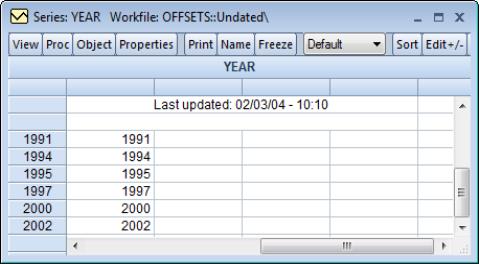 Series: YEAR Workfile: OFFSETS::Undated\
View Proc Object Properties Print Name Freeze Default Sort Edit+/-
YEAR
Last updated: 02/03/04 - 10:10
1991 1991
1994 1994
1995 1995
1997 1997
2000 2000
2002 2002